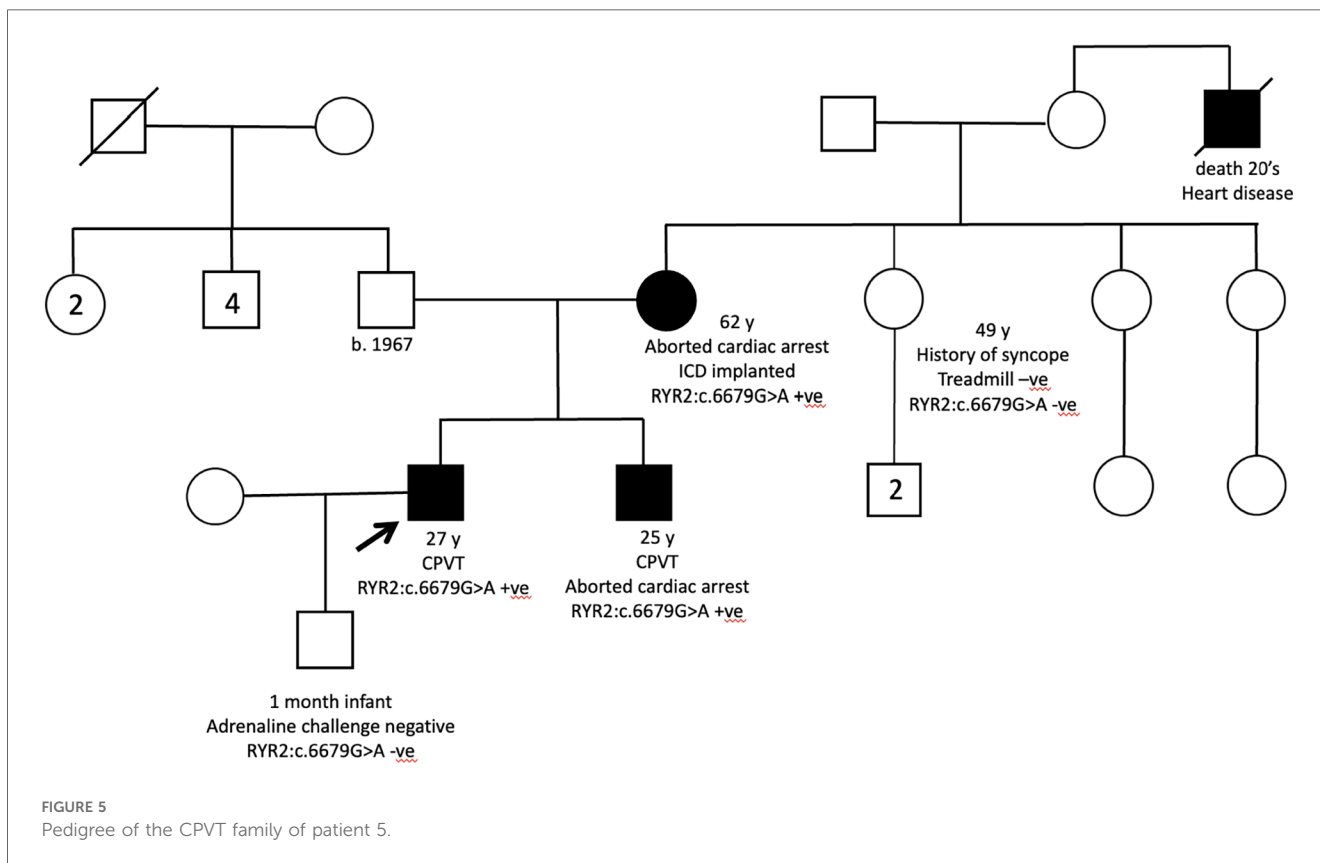 death 20's
Heart disease
2
4
b. 1967
62 y
Aborted cardiac arrest
ICD implanted
RYR2:c.6679G>A +ve
49 y
History of syncope
Treadmill –ve
RYR2:c.6679G>A -ve
2
27 y
CPVT
RYR2:c.6679G>A +ve
25 y
CPVT
Aborted cardiac arrest
RYR2:c.6679G>A +ve
1 month infant
Adrenaline challenge negative
RYR2:c.6679G>A -ve
FIGURE 5
Pedigree of the CPVT family of patient 5.